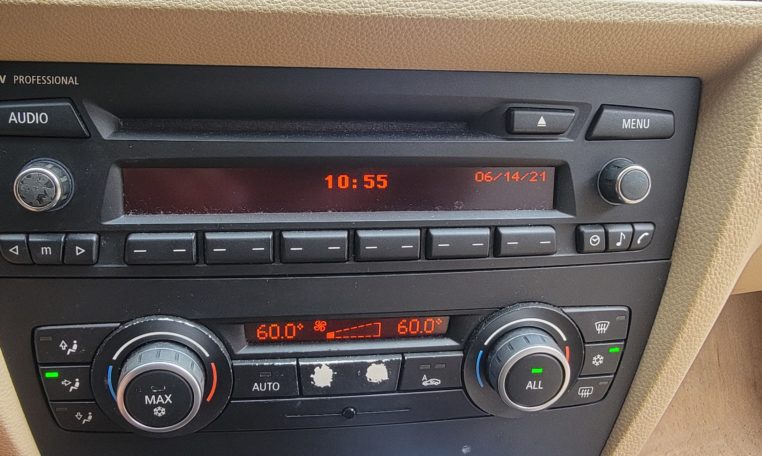 PROFESSIONAL
AUDIO
MENU
10:55
06/14/21
m
60.0°
60.0°
AUTO
A
MAX
ALL